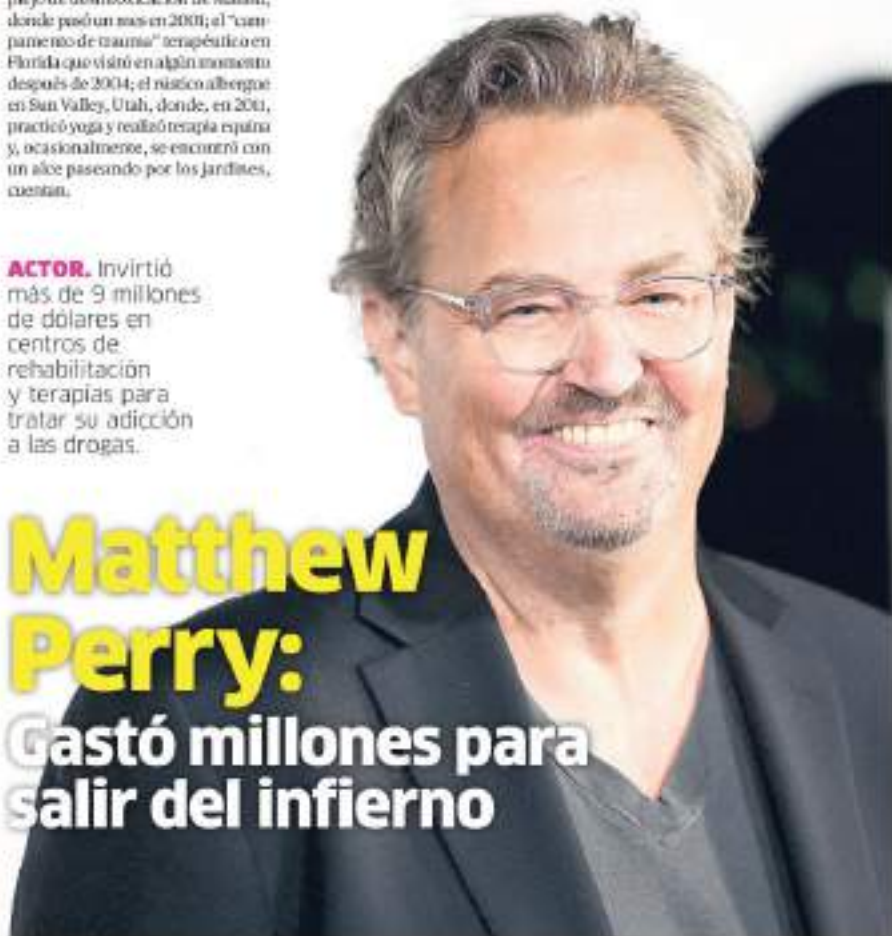 donde pasó un mes en 2001; el "cam-
pamento de trauma" terapéutico en
Florida que visitó en algún momento
después de 2004; el rústico albergue
en Sun Valley, Utah, donde, en 2011,
practicó yoga y realizó terapia equina
y, ocasionalmente, se encontró con
un alce paseando por los jardines,
cuentan.
ACTOR. Invirtió
más de 9 millones
de dólares en
centros de
rehabilitación
y terapias para
tratar su adicción
a las drogas.
Matthew
Perry:
Gastó millones para
salir del infierno